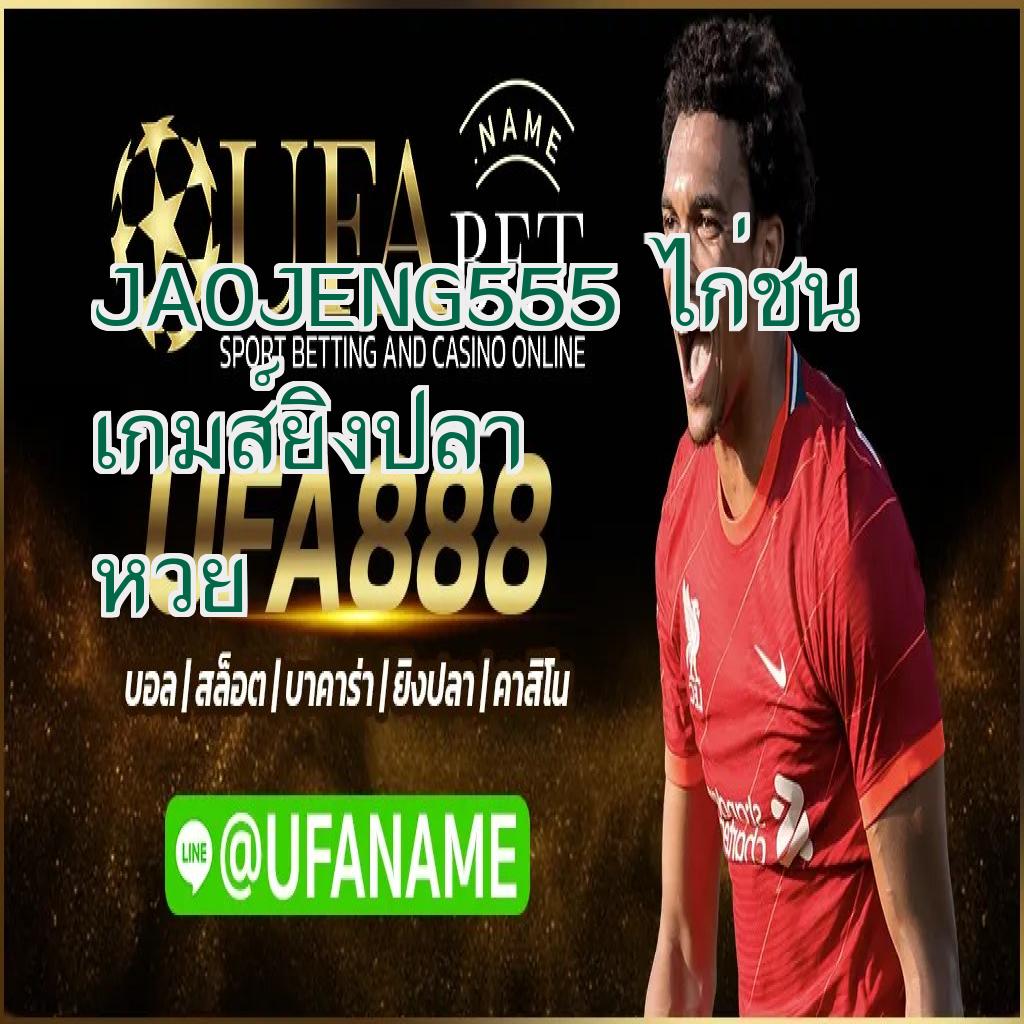 .NAME
UFA BET
JAOJENG555 ไก่ชน
SPORT BETTING AND CASINO ONLINE
เกมส์ยิงปลา
UFA888
หวย
บอล | สล็อต | บาคาร่า | ยิงปลา | คาสิโน
LINE @UFANAME